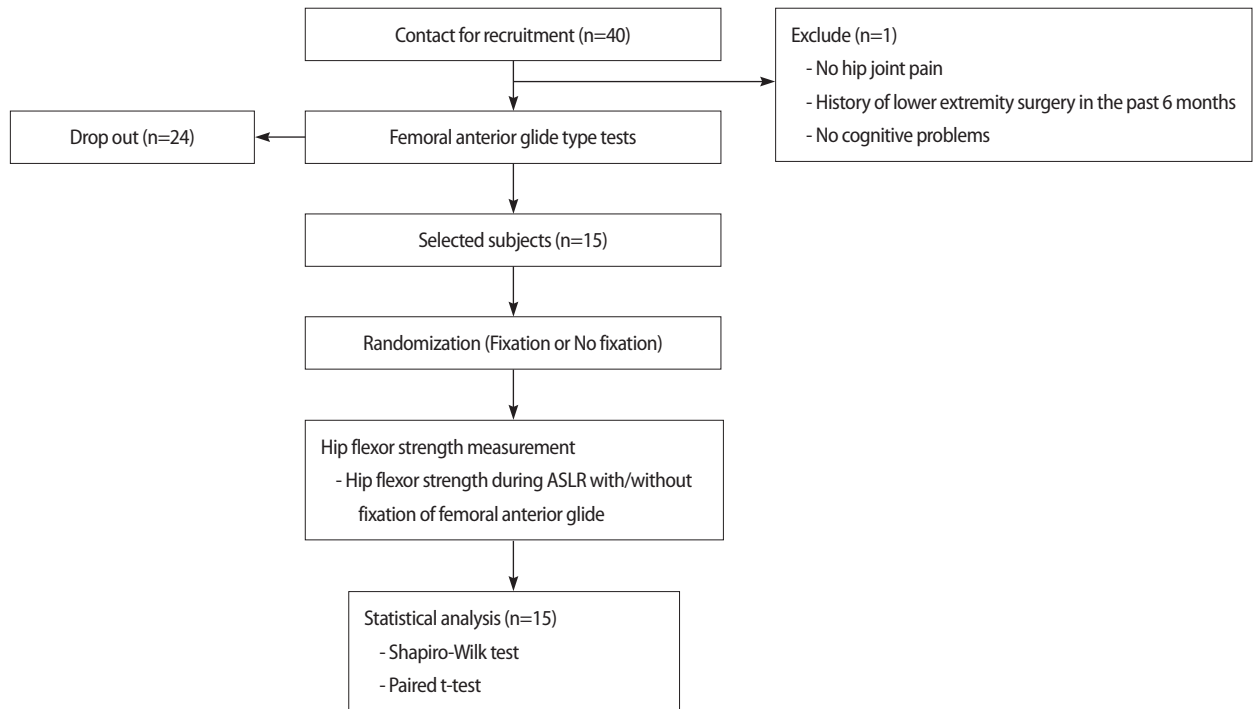 Contact for recruitment (n=40)
Exclude (n=1)
- No hip joint pain
- History of lower extremity surgery in the past 6 months
- No cognitive problems
Drop out (n=24)
Femoral anterior glide type tests
Selected subjects (n=15)
Randomization (Fixation or No fixation)
Hip flexor strength measurement
- Hip flexor strength during ASLR with/without
fixation of femoral anterior glide
Statistical analysis (n=15)
- Shapiro-Wilk test
- Paired t-test